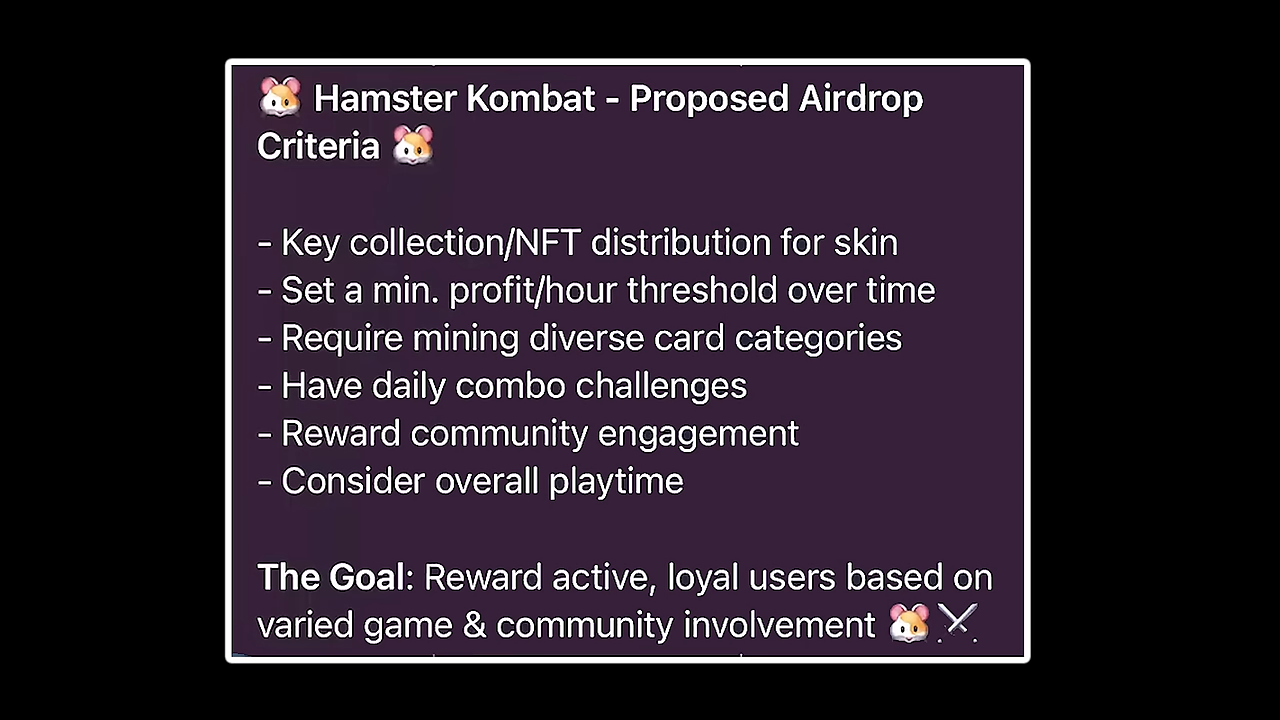 🐹 Hamster Kombat - Proposed Airdrop
Criteria 🐹
- Key collection/NFT distribution for skin
- Set a min. profit/hour threshold over time
- Require mining diverse card categories
- Have daily combo challenges
- Reward community engagement
- Consider overall playtime
The Goal: Reward active, loyal users based on
varied game & community involvement 🐹⚔️